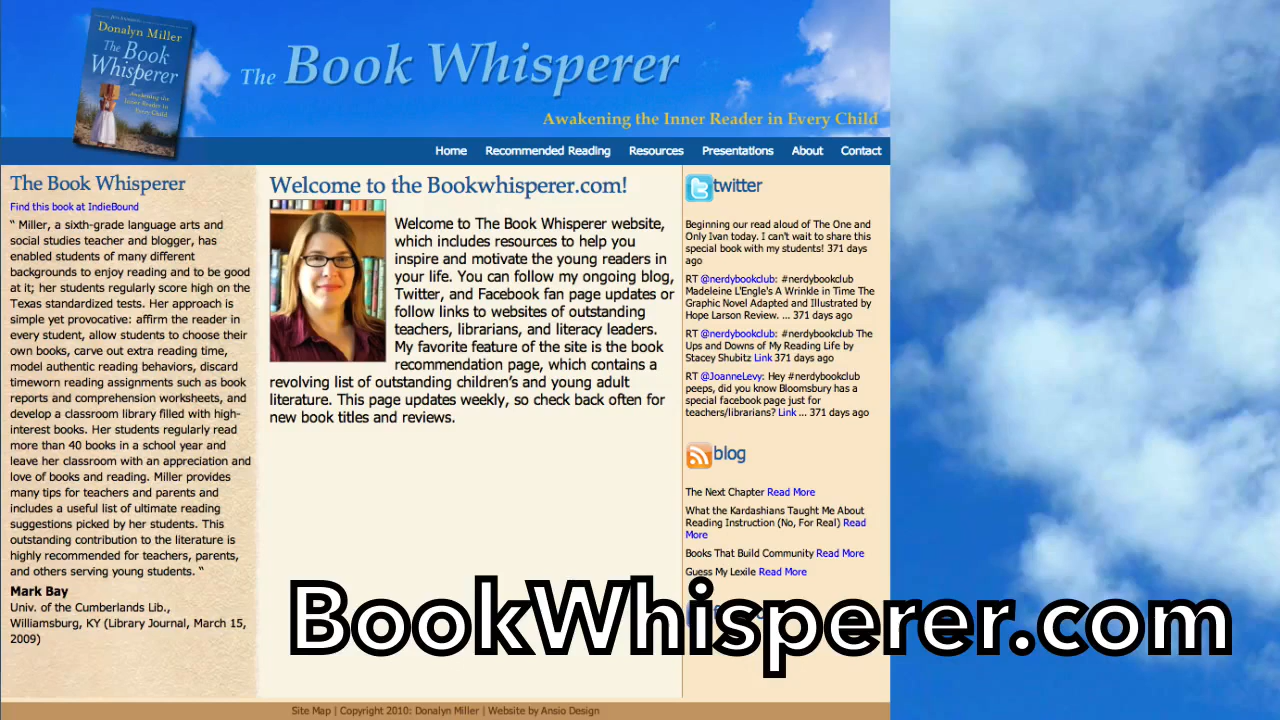 Donalyn Miller
The Book
Whisperer
Awakening the
Inner Reader in
Every Child
The Book Whisperer
Awakening the Inner Reader in Every Child
Home Recommended Reading Resources Presentations About Contact
The Book Whisperer
Find this book at IndieBound
“ Miller, a sixth-grade language arts and
social studies teacher and blogger, has
enabled students of many different
backgrounds to enjoy reading and to be good
at it; her students regularly score high on the
Texas standardized tests. Her approach is
simple yet provocative: affirm the reader in
every student, allow students to choose their
own books, carve out extra reading time,
model authentic reading behaviors, discard
timeworn reading assignments such as book
reports and comprehension worksheets, and
develop a classroom library filled with high-
interest books. Her students regularly read
more than 40 books in a school year and
leave her classroom with an appreciation and
love of books and reading. Miller provides
many tips for teachers and parents and
includes a useful list of ultimate reading
suggestions picked by her students. This
outstanding contribution to the literature is
highly recommended for teachers, parents,
and others serving young students. “
Mark Bay
Univ. of the Cumberlands Lib.,
Williamsburg, KY (Library Journal, March 15,
2009)
Welcome to the Bookwhisperer.com!
Welcome to The Book Whisperer website,
which includes resources to help you
inspire and motivate the young readers in
your life. You can follow my ongoing blog,
Twitter, and Facebook fan page updates or
follow links to websites of outstanding
teachers, librarians, and literacy leaders.
My favorite feature of the site is the book
recommendation page, which contains a
revolving list of outstanding children’s and young adult
literature. This page updates weekly, so check back often for
new book titles and reviews.
twitter
Beginning our read aloud of The One and
Only Ivan today. I can't wait to share this
special book with my students! 371 days
ago
RT @nerdybookclub: #nerdybookclub
Madeleine L'Engle's A Wrinkle in Time The
Graphic Novel Adapted and Illustrated by
Hope Larson Review. ... 371 days ago
RT @nerdybookclub: #nerdybookclub The
Ups and Downs of My Reading Life by
Stacey Shubitz Link 371 days ago
RT @JoanneLevy: Hey #nerdybookclub
peeps, did you know Bloomsbury has a
special facebook page just for
teachers/librarians? Link ... 371 days ago
blog
The Next Chapter Read More
What the Kardashians Taught Me About
Reading Instruction (No, For Real) Read
More
Books That Build Community Read More
Guess My Lexile Read More
BookWhisperer.com
Site Map | Copyright 2010: Donalyn Miller | Website by Ansio Design